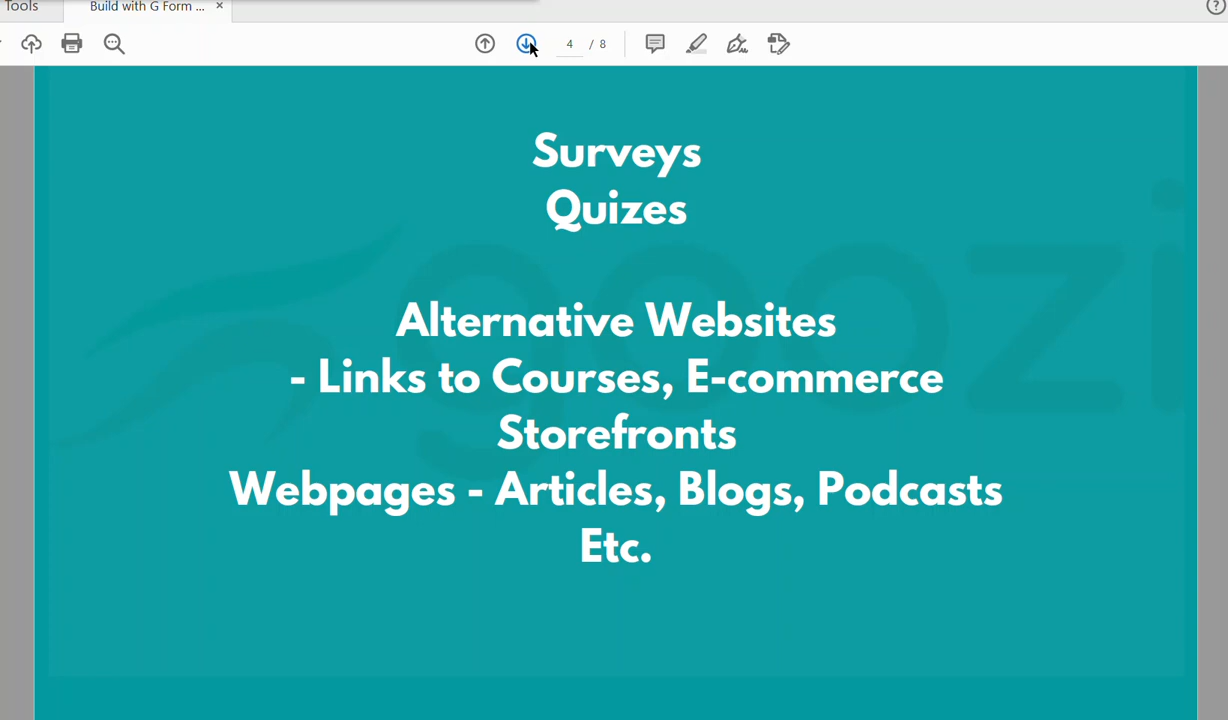 Tools
Build with G Form ... ×
4 / 8
Surveys
Quizes
Alternative Websites
- Links to Courses, E-commerce
Storefronts
Webpages - Articles, Blogs, Podcasts
Etc.
goozi